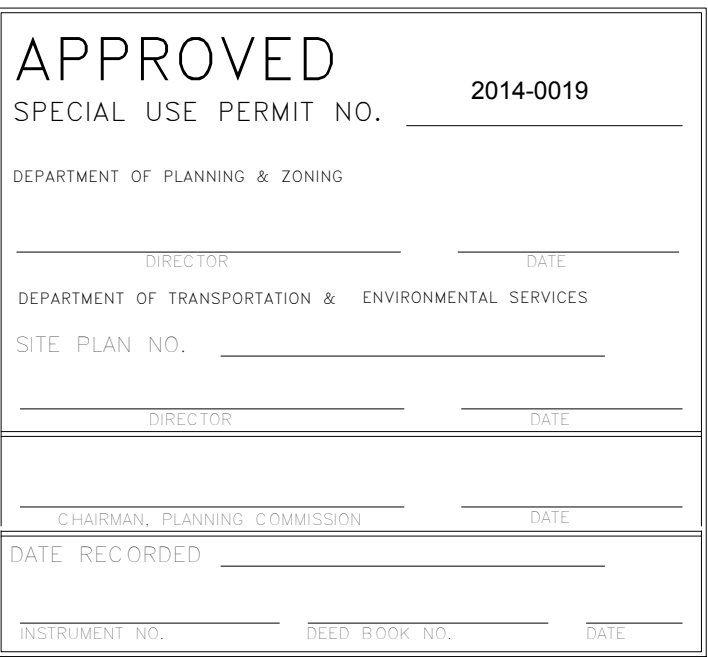 APPROVED
SPECIAL USE PERMIT NO. 2014-0019
DEPARTMENT OF PLANNING & ZONING
DIRECTOR DATE
DEPARTMENT OF TRANSPORTATION & ENVIRONMENTAL SERVICES
SITE PLAN NO.
DIRECTOR DATE
CHAIRMAN, PLANNING COMMISSION DATE
DATE RECORDED
INSTRUMENT NO. DEED BOOK NO. DATE